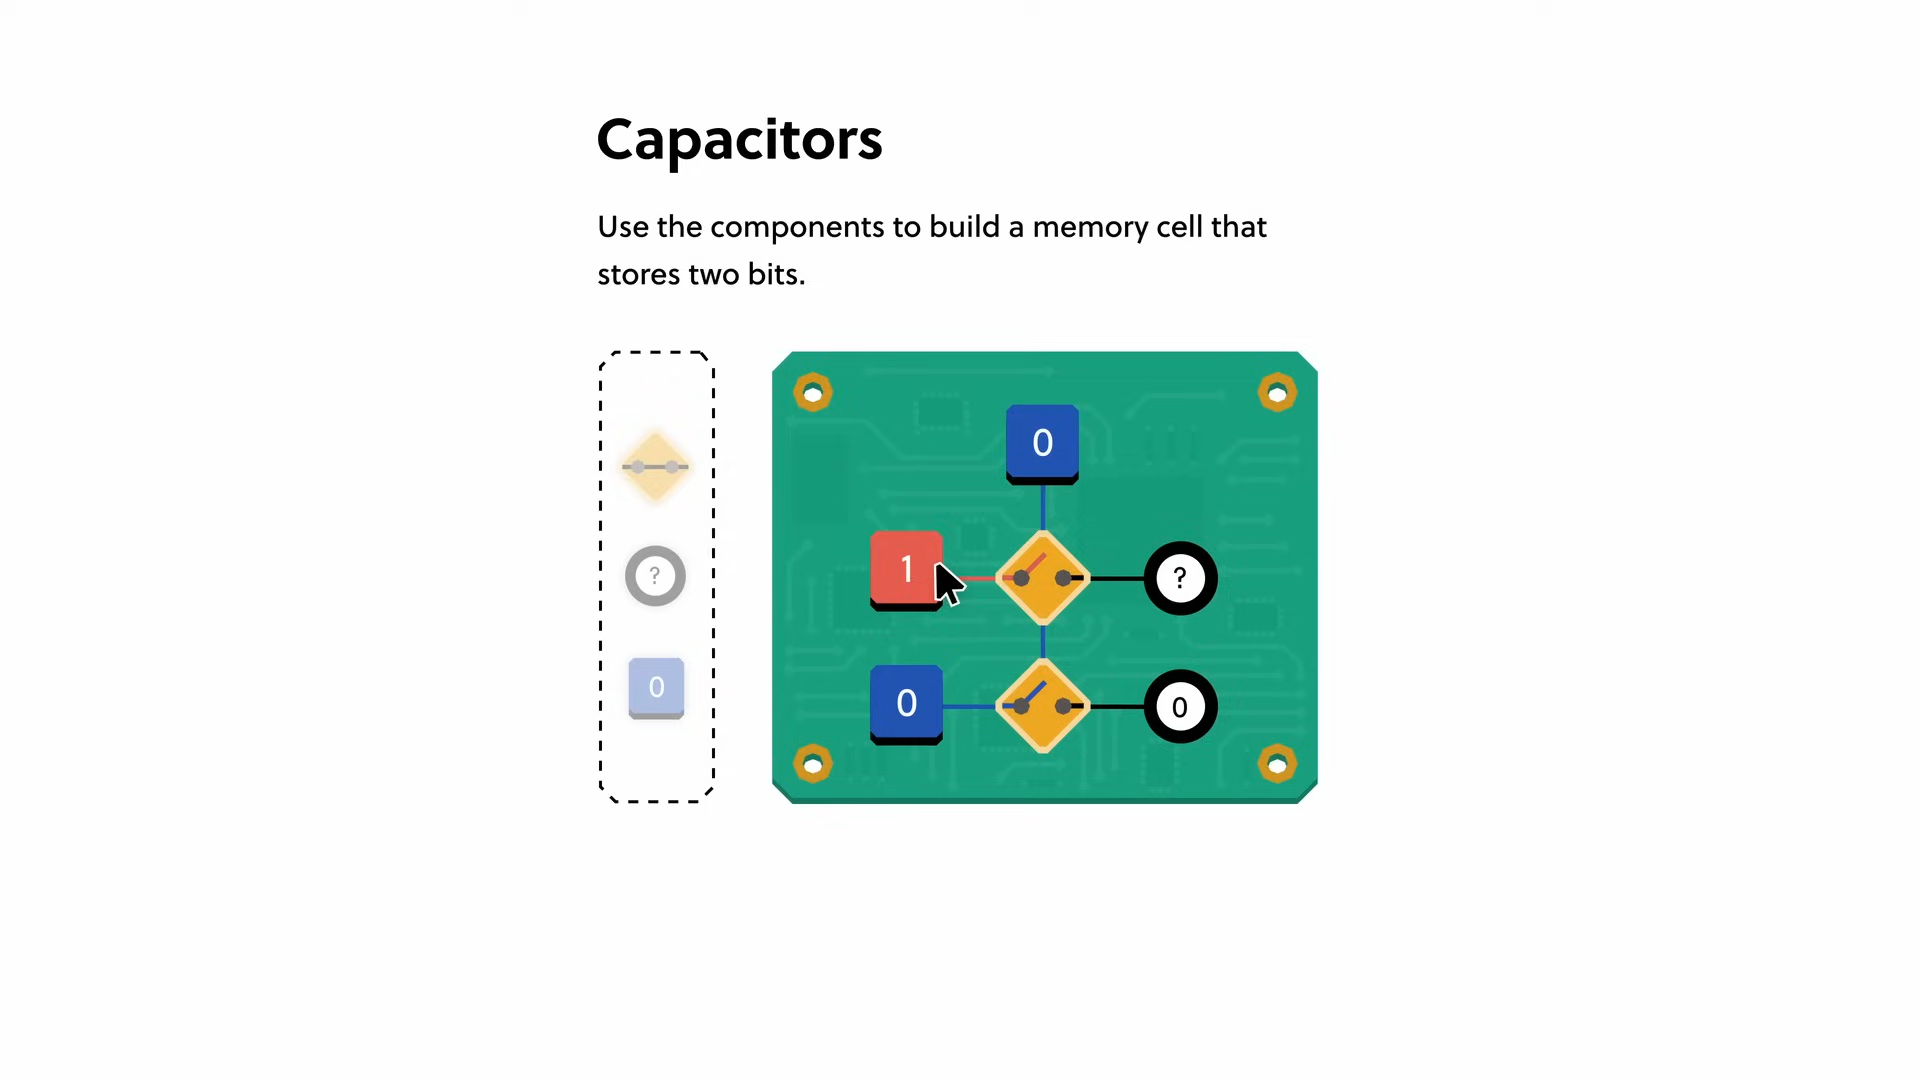 Capacitors
Use the components to build a memory cell that
stores two bits.
0
1
?
?
0
0
0